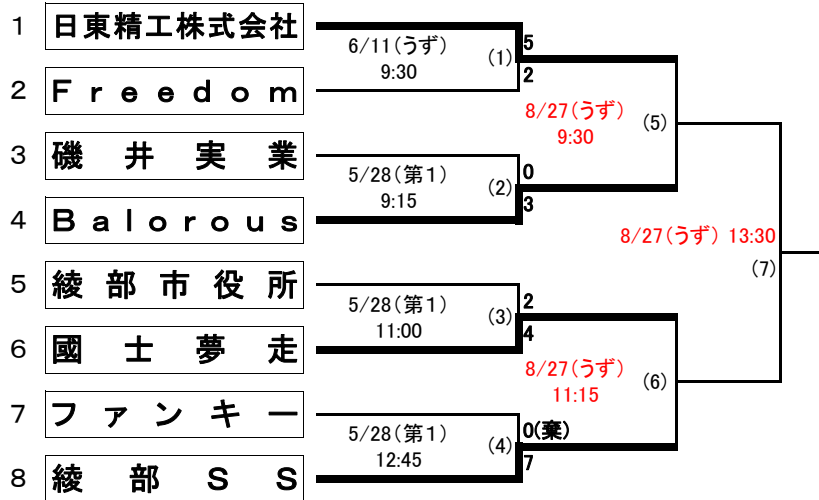 1 日東精工株式会社
6/11(うず)
9:30
(1)
5
2
2 Freedom
8/27(うず)
9:30
(5)
3 磯井実業
5/28(第1)
9:15
(2)
0
3
4 Balorous
8/27(うず) 13:30
(7)
5 綾部市役所
5/28(第1)
11:00
(3)
2
4
6 國士夢走
8/27(うず)
11:15
(6)
7 ファンキー
5/28(第1)
12:45
(4)
0(棄)
7
8 綾部SS